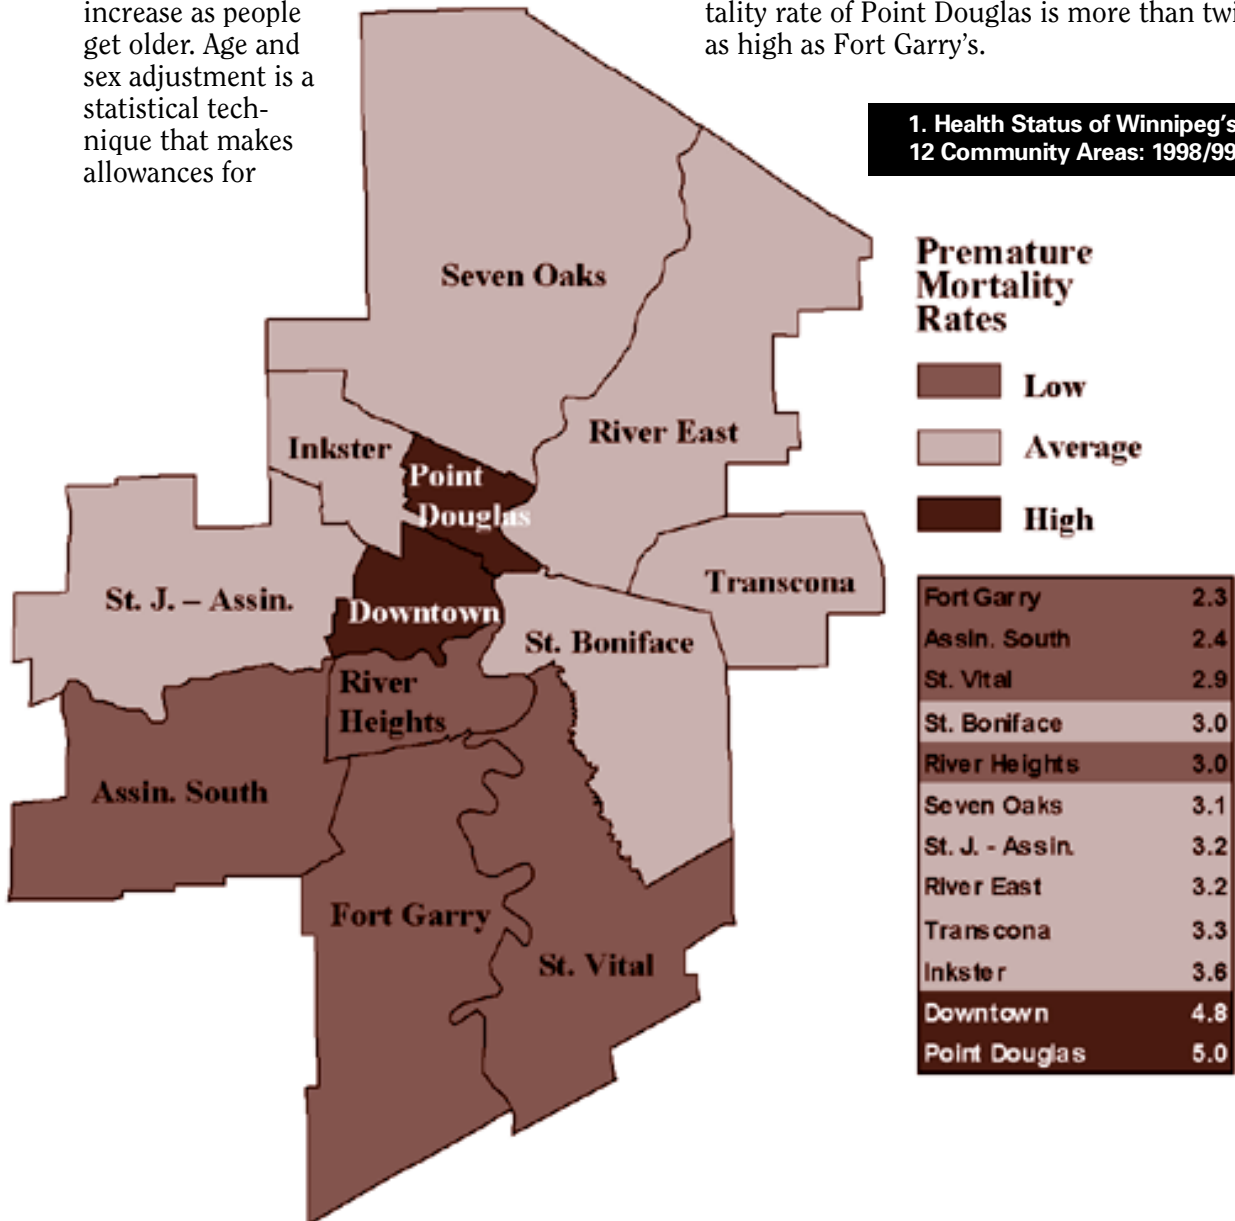 increase as people
get older. Age and
sex adjustment is a
statistical tech-
nique that makes
allowances for
tality rate of Point Douglas is more than twi
as high as Fort Garry's.
1. Health Status of Winnipeg's
12 Community Areas: 1998/99
Seven Oaks
River East
Inkster
Point
Douglas
Transcona
St. J. – Assin.
Downtown
St. Boniface
River
Heights
Assin. South
Fort Garry
St. Vital
Premature
Mortality
Rates
Low
Average
High
Fort Garry 2.3
Assin. South 2.4
St. Vital 2.9
St. Boniface 3.0
River Heights 3.0
Seven Oaks 3.1
St. J. - Assin. 3.2
River East 3.2
Transcona 3.3
Inkster 3.6
Downtown 4.8
Point Douglas 5.0